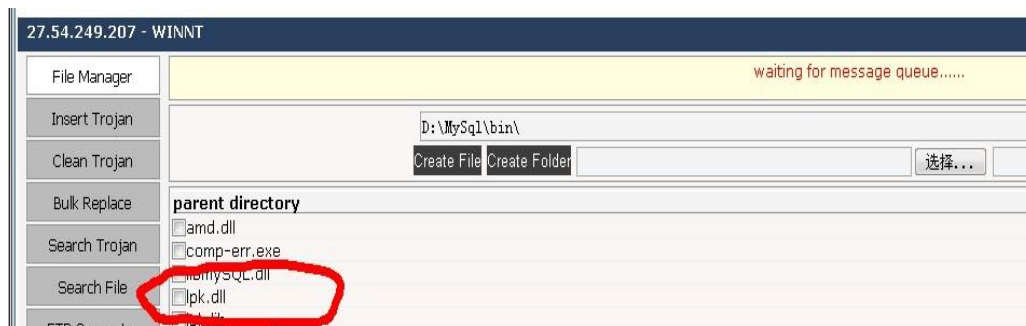 27.54.249.207 - WINNT
File Manager
waiting for message queue......
Insert Trojan
D:\MySql\bin\
Clean Trojan
Create File Create Folder
选择...
Bulk Replace
parent directory
amd.dll
Search Trojan
comp-err.exe
libmySQL.dll
Search File
lpk.dll